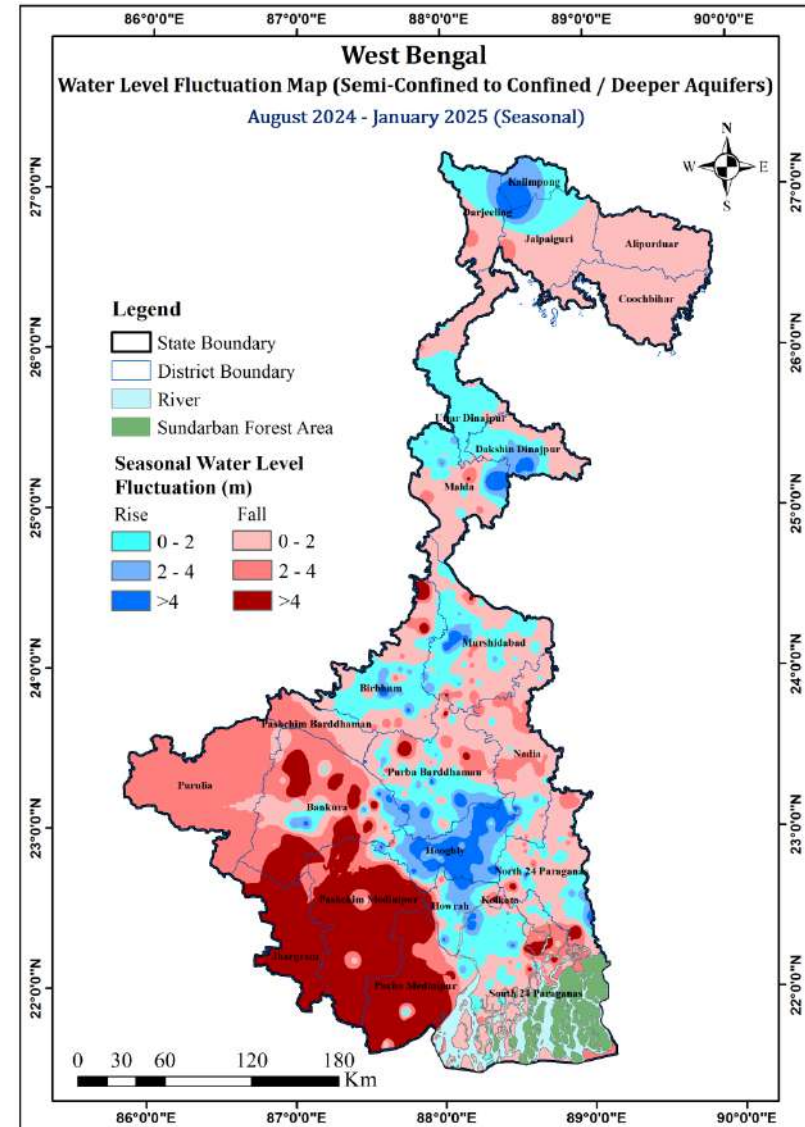 86°0'0"E 87°0'0"E 88°0'0"E 89°0'0"E 90°0'0"E
West Bengal
Water Level Fluctuation Map (Semi-Confined to Confined / Deeper Aquifers)
August 2024 - January 2025 (Seasonal)
N
W E
S
27°0'0"N
26°0'0"N
25°0'0"N
24°0'0"N
23°0'0"N
22°0'0"N
27°0'0"N
26°0'0"N
25°0'0"N
24°0'0"N
23°0'0"N
22°0'0"N
Kalimpong
Darjeeling
Jalpaiguri
Alipurduar
Coochbihar
Legend
State Boundary
District Boundary
River
Sundarban Forest Area
Seasonal Water Level
Fluctuation (m)
Rise Fall
0 - 2 0 - 2
2 - 4 2 - 4
>4 >4
Uttar Dinajpur
Dakshin Dinajpur
Malda
Murshidabad
Birbhum
Pashchim Barddhaman
Nadia
Purba Barddhaman
Purulia
Bankura
Hooghly
North 24 Paragana
Pashchim Medinipur
Howrah
Kolkata
Jhargram
Purba Medinipur
South 24 Paraganas
0 30 60 120 180
Km
86°0'0"E 87°0'0"E 88°0'0"E 89°0'0"E 90°0'0"E